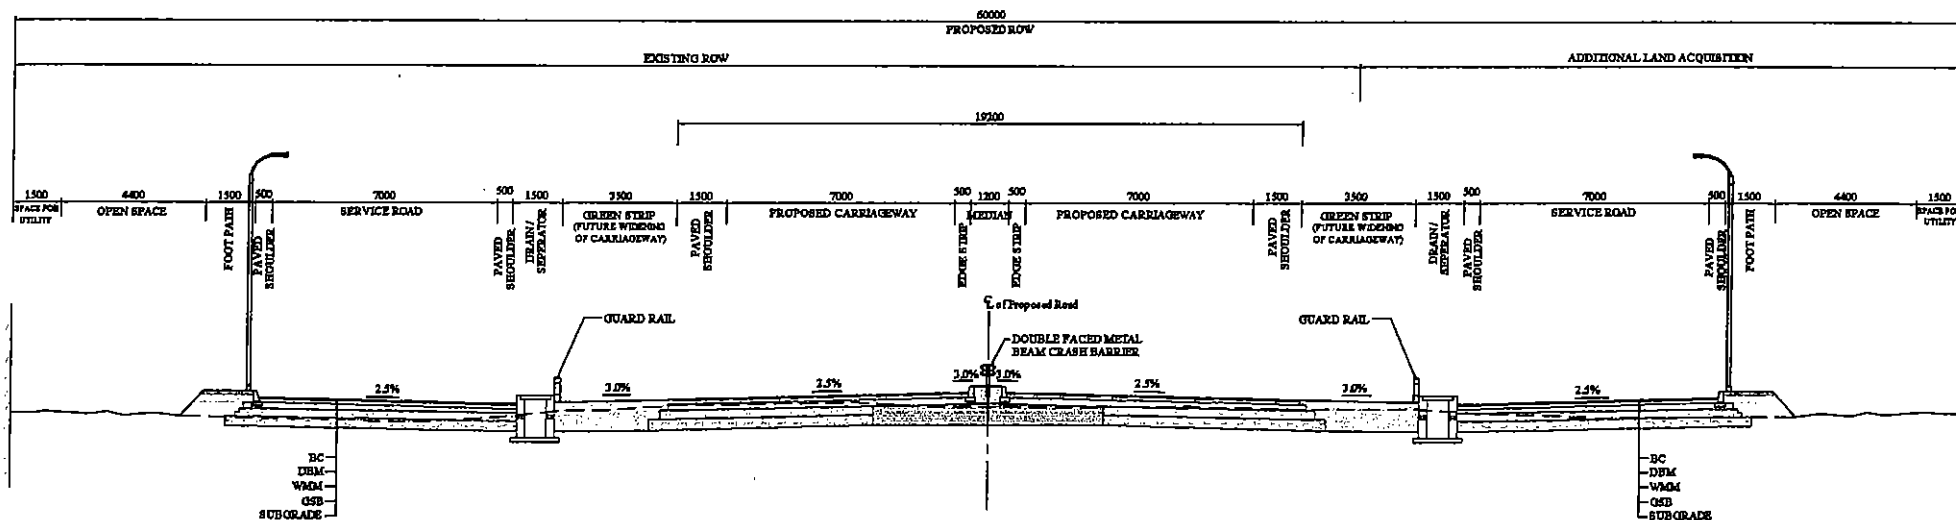 60000
PROPOSED ROW
EXISTING ROW
ADDITIONAL LAND ACQUISITION
19200
1500 4400 1500 500 7000 500 1500 3500 1500 7000 500 1200 500 7000 1500 3500 1500 500 7000 500 1500 4400 1500
SPACE FOR UTILITY
OPEN SPACE
FOOT PATH
PAVED SHOULDER
SERVICE ROAD
PAVED SHOULDER
DRAIN/ SEPERATOR
GREEN STRIP
(FUTURE WIDENING
OF CARRIAGEWAY)
PAVED SHOULDER
PROPOSED CARRIAGEWAY
EDGE STRIP
MEDIAN
EDGE STRIP
PROPOSED CARRIAGEWAY
PAVED SHOULDER
GREEN STRIP
(FUTURE WIDENING
OF CARRIAGEWAY)
DRAIN/ SEPERATOR
PAVED SHOULDER
SERVICE ROAD
PAVED SHOULDER
FOOT PATH
OPEN SPACE
SPACE FOR UTILITY
℄ of Proposed Road
GUARD RAIL
GUARD RAIL
DOUBLE FACED METAL
BEAM CRASH BARRIER
2.5% 3.0% 2.5% 3.0% 3.0% 2.5% 3.0% 2.5%
BC
DBM
WMM
GSB
SUBGRADE
BC
DBM
WMM
GSB
SUBGRADE